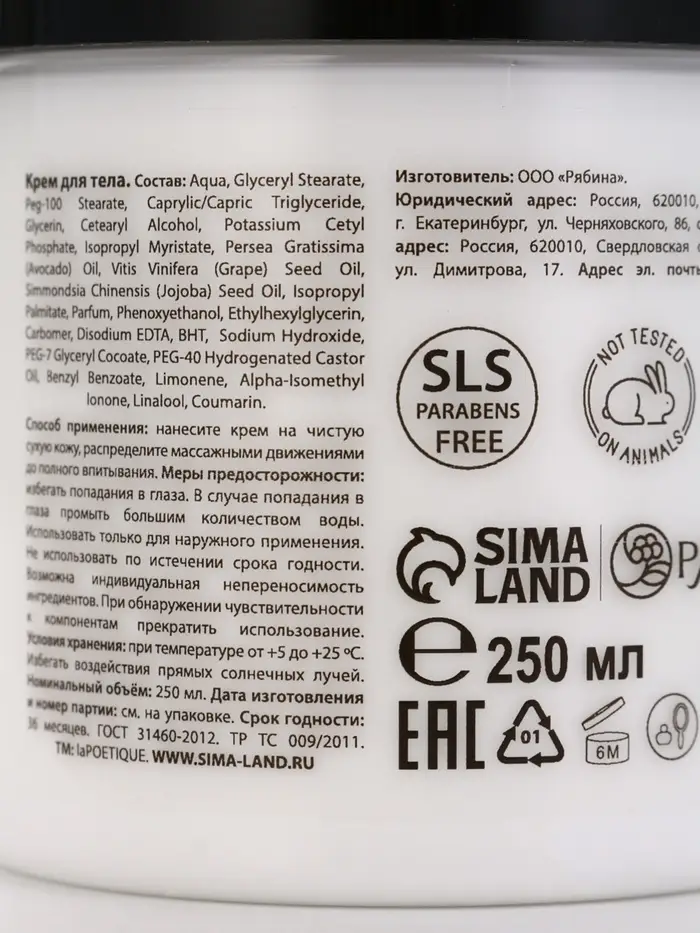 Крем для тела. Состав: Aqua, Glyceryl Stearate,
Peg-100 Stearate, Caprylic/Capric Triglyceride,
Glycerin, Cetearyl Alcohol, Potassium Cetyl
Phosphate, Isopropyl Myristate, Persea Gratissima
(Avocado) Oil, Vitis Vinifera (Grape) Seed Oil,
Simmondsia Chinensis (Jojoba) Seed Oil, Isopropyl
Palmitate, Parfum, Phenoxyethanol, Ethylhexylglycerin,
Carbomer, Disodium EDTA, BHT, Sodium Hydroxide,
PEG-7 Glyceryl Cocoate, PEG-40 Hydrogenated Castor
Oil, Benzyl Benzoate, Limonene, Alpha-Isomethyl
Ionone, Linalool, Coumarin.
Способ применения: нанесите крем на чистую
сухую кожу, распределите массажными движениями
до полного впитывания. Меры предосторожности:
избегать попадания в глаза. В случае попадания в
глаза промыть большим количеством воды.
Использовать только для наружного применения.
Не использовать по истечении срока годности.
Возможна индивидуальная непереносимость
ингредиентов. При обнаружении чувствительности
к компонентам прекратить использование.
Условия хранения: при температуре от +5 до +25 ºС.
Избегать воздействия прямых солнечных лучей.
Номинальный объём: 250 мл. Дата изготовления
и номер партии: см. на упаковке. Срок годности:
36 месяцев. ГОСТ 31460-2012. ТР ТС 009/2011.
ТМ: laPOETIQUE. WWW.SIMA-LAND.RU
Изготовитель: ООО «Рябина».
Юридический адрес: Россия, 620010,
г. Екатеринбург, ул. Черняховского, 86,
адрес: Россия, 620010, Свердловская
ул. Димитрова, 17. Адрес эл. почты
SLS
PARABENS
FREE
NOT TESTED
ON ANIMALS
SIMA
LAND
℮ 250 мл
EAC
01
6M